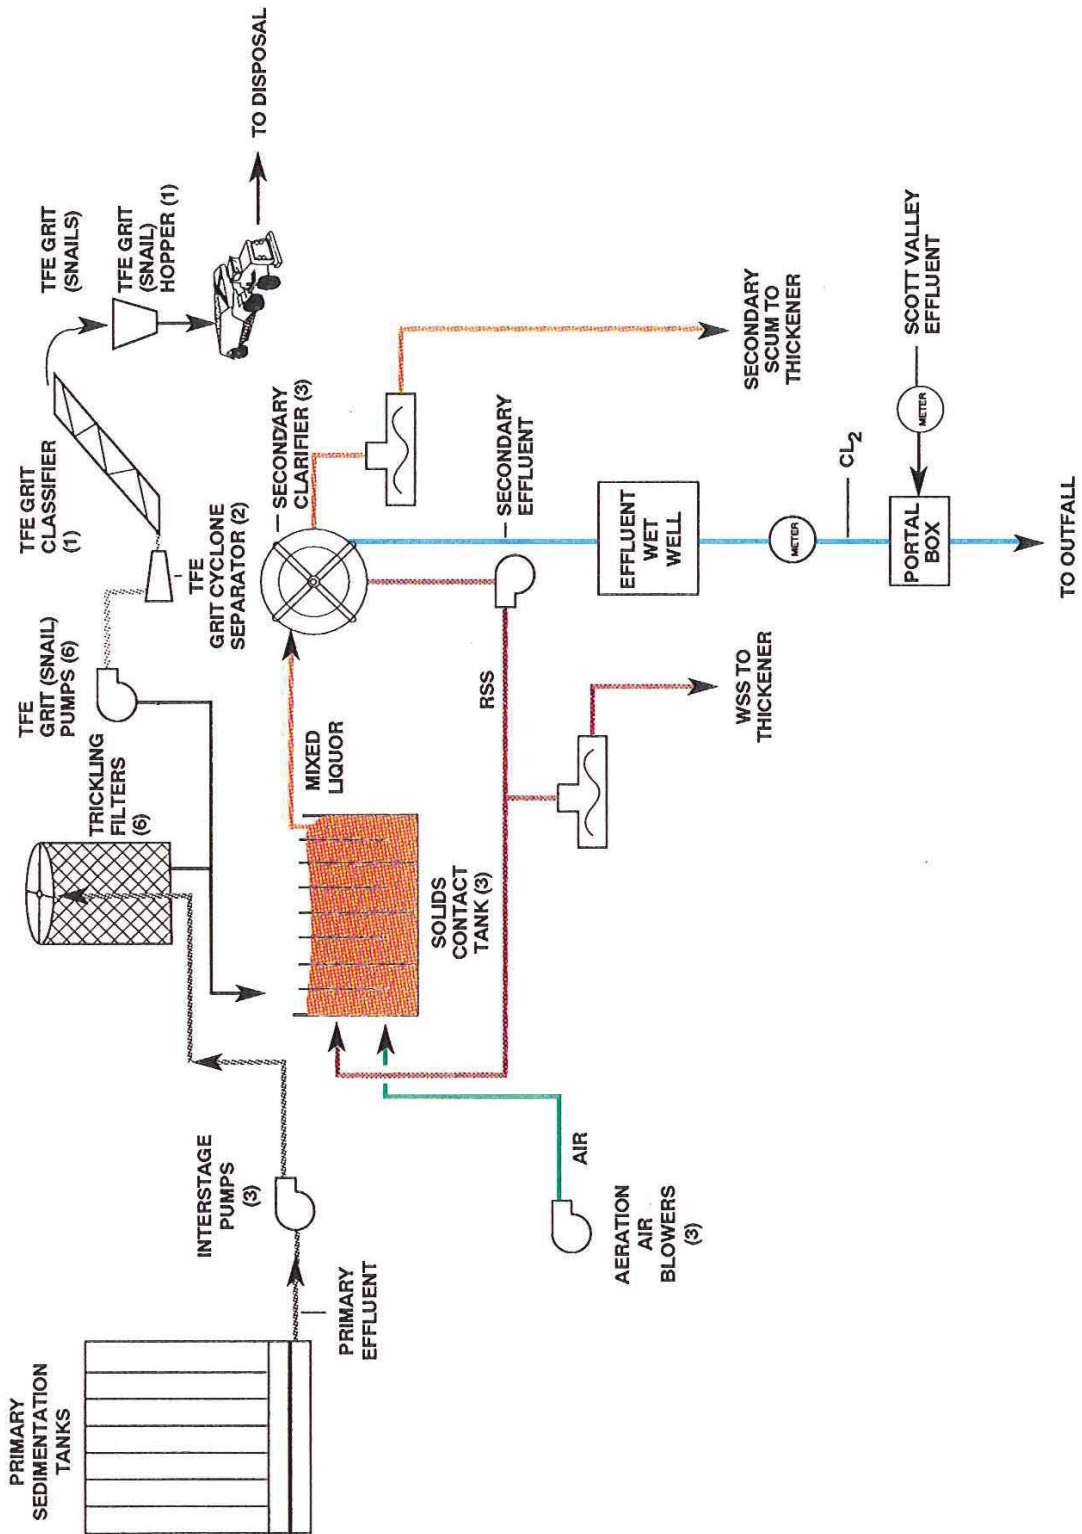 PRIMARY
SEDIMENTATION
TANKS
PRIMARY
EFFLUENT
INTERSTAGE
PUMPS
(3)
TRICKLING
FILTERS
(6)
TFE
GRIT (SNAIL)
PUMPS (6)
TFE GRIT
CLASSIFIER
(1)
TFE GRIT
(SNAILS)
TFE GRIT
(SNAIL)
HOPPER (1)
TO DISPOSAL
TFE
GRIT CYCLONE
SEPARATOR (2)
SECONDARY
CLARIFIER (3)
MIXED
LIQUOR
SOLIDS
CONTACT
TANK (3)
AIR
AERATION
AIR
BLOWERS
(3)
RSS
WSS TO
THICKENER
SECONDARY
EFFLUENT
SECONDARY
SCUM TO
THICKENER
EFFLUENT
WET
WELL
METER
CL2
PORTAL
BOX
METER
SCOTT VALLEY
EFFLUENT
TO OUTFALL